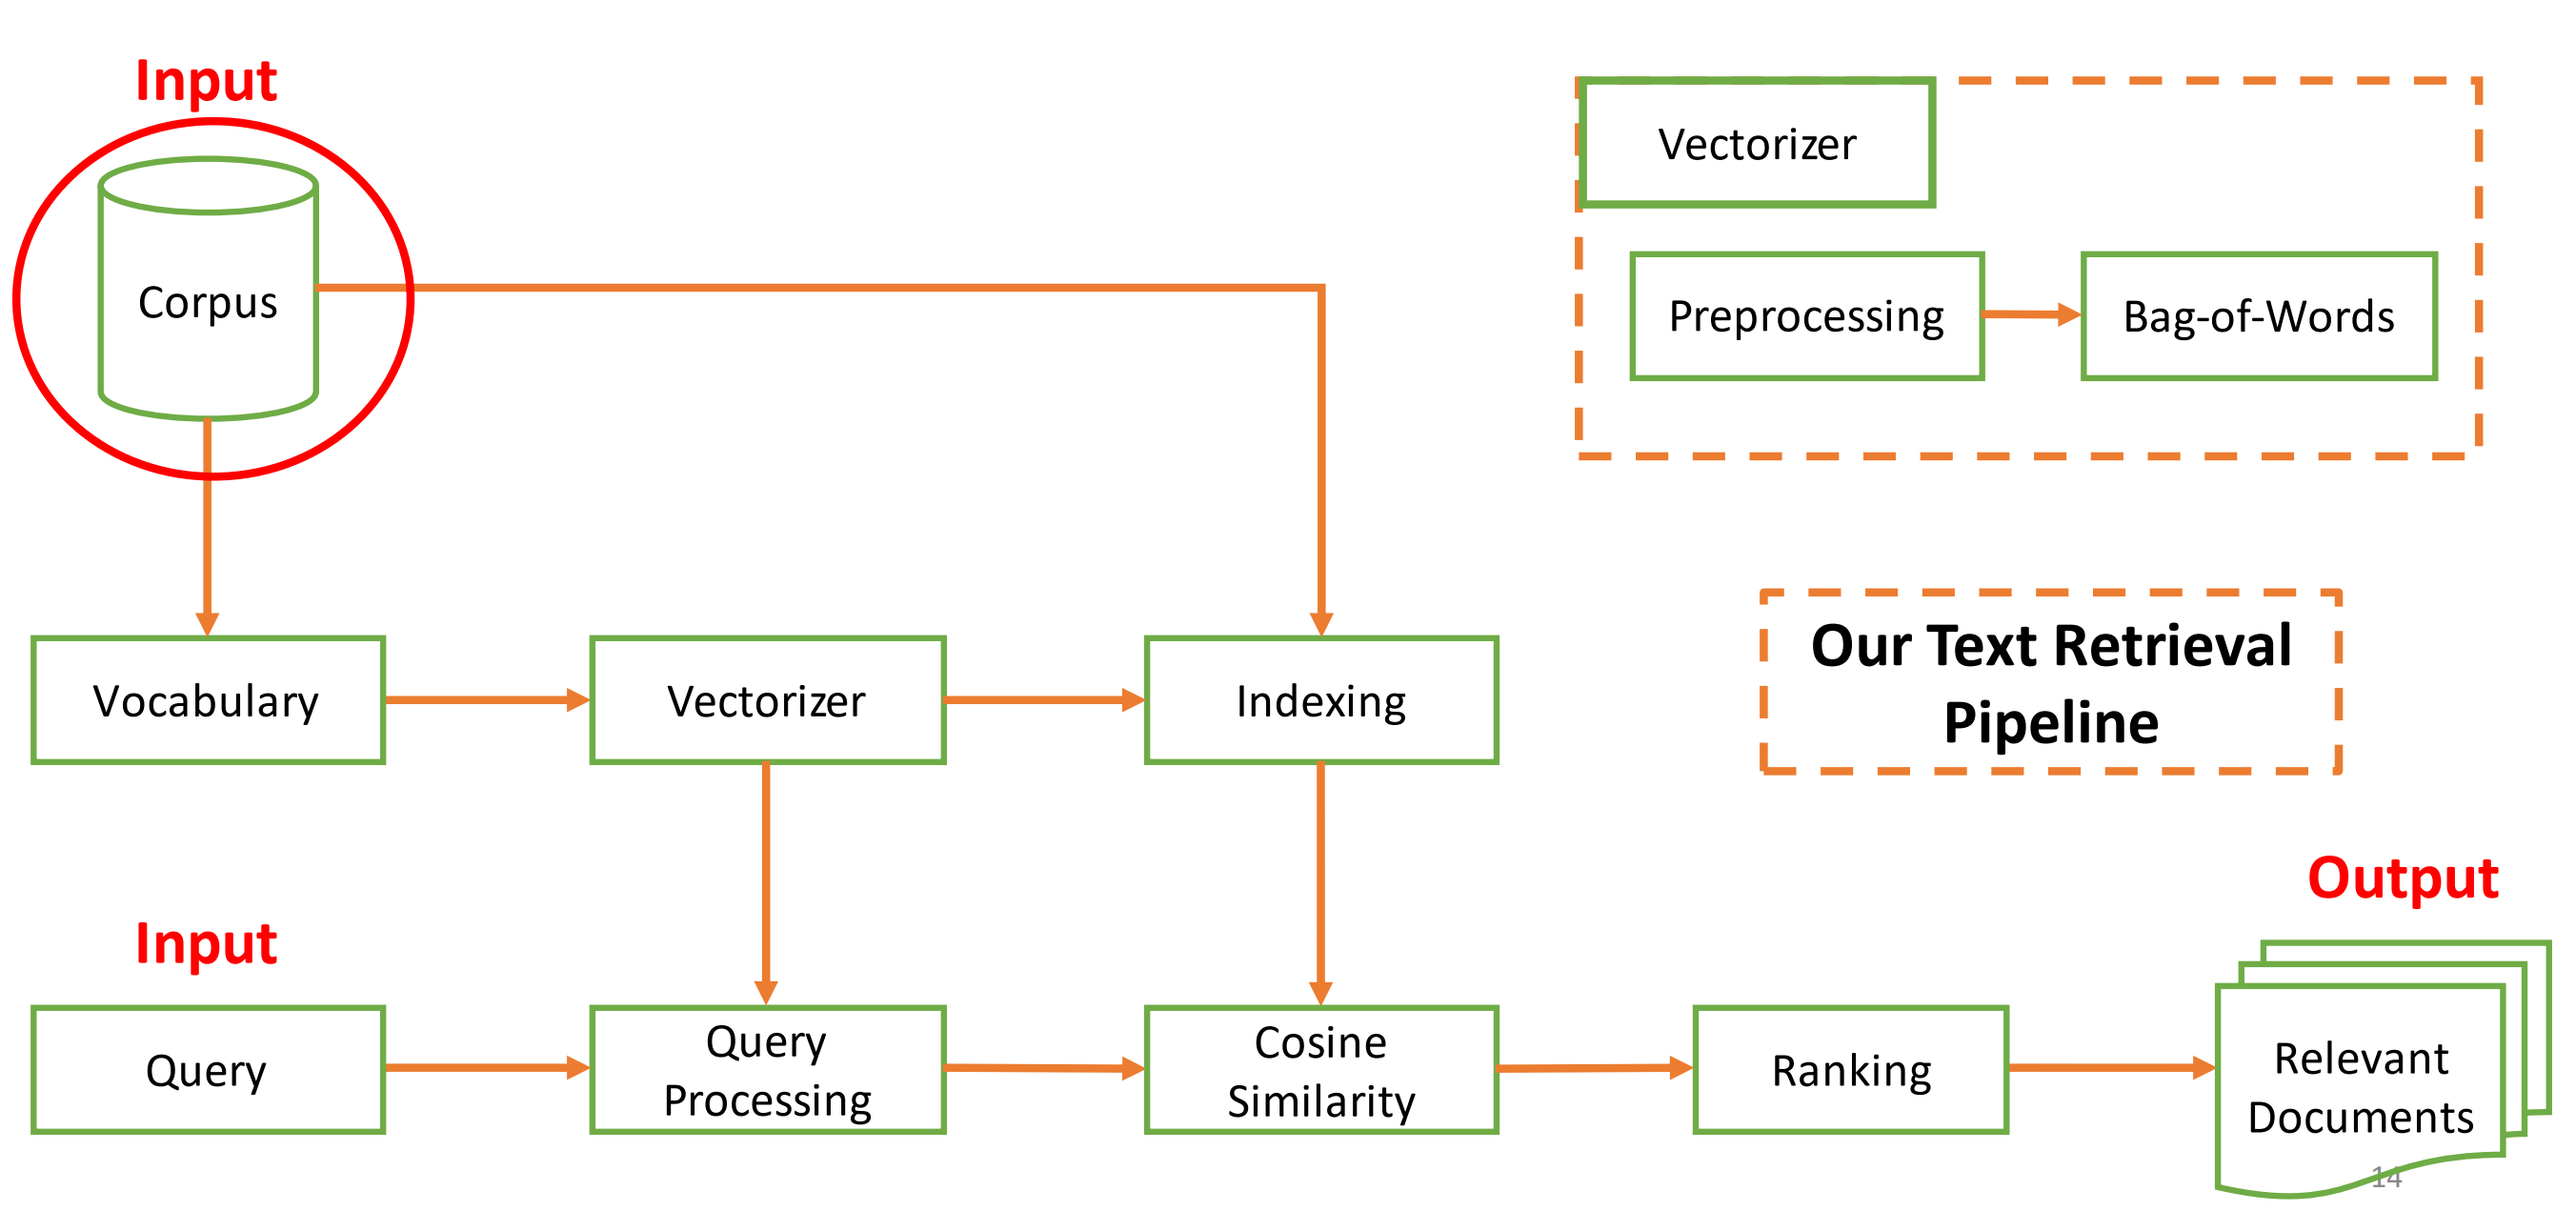 Input
Vectorizer
Corpus
Preprocessing
Bag-of-Words
Our Text Retrieval
Pipeline
Vocabulary
Vectorizer
Indexing
Output
Input
Query
Query
Processing
Cosine
Similarity
Ranking
Relevant
Documents
14